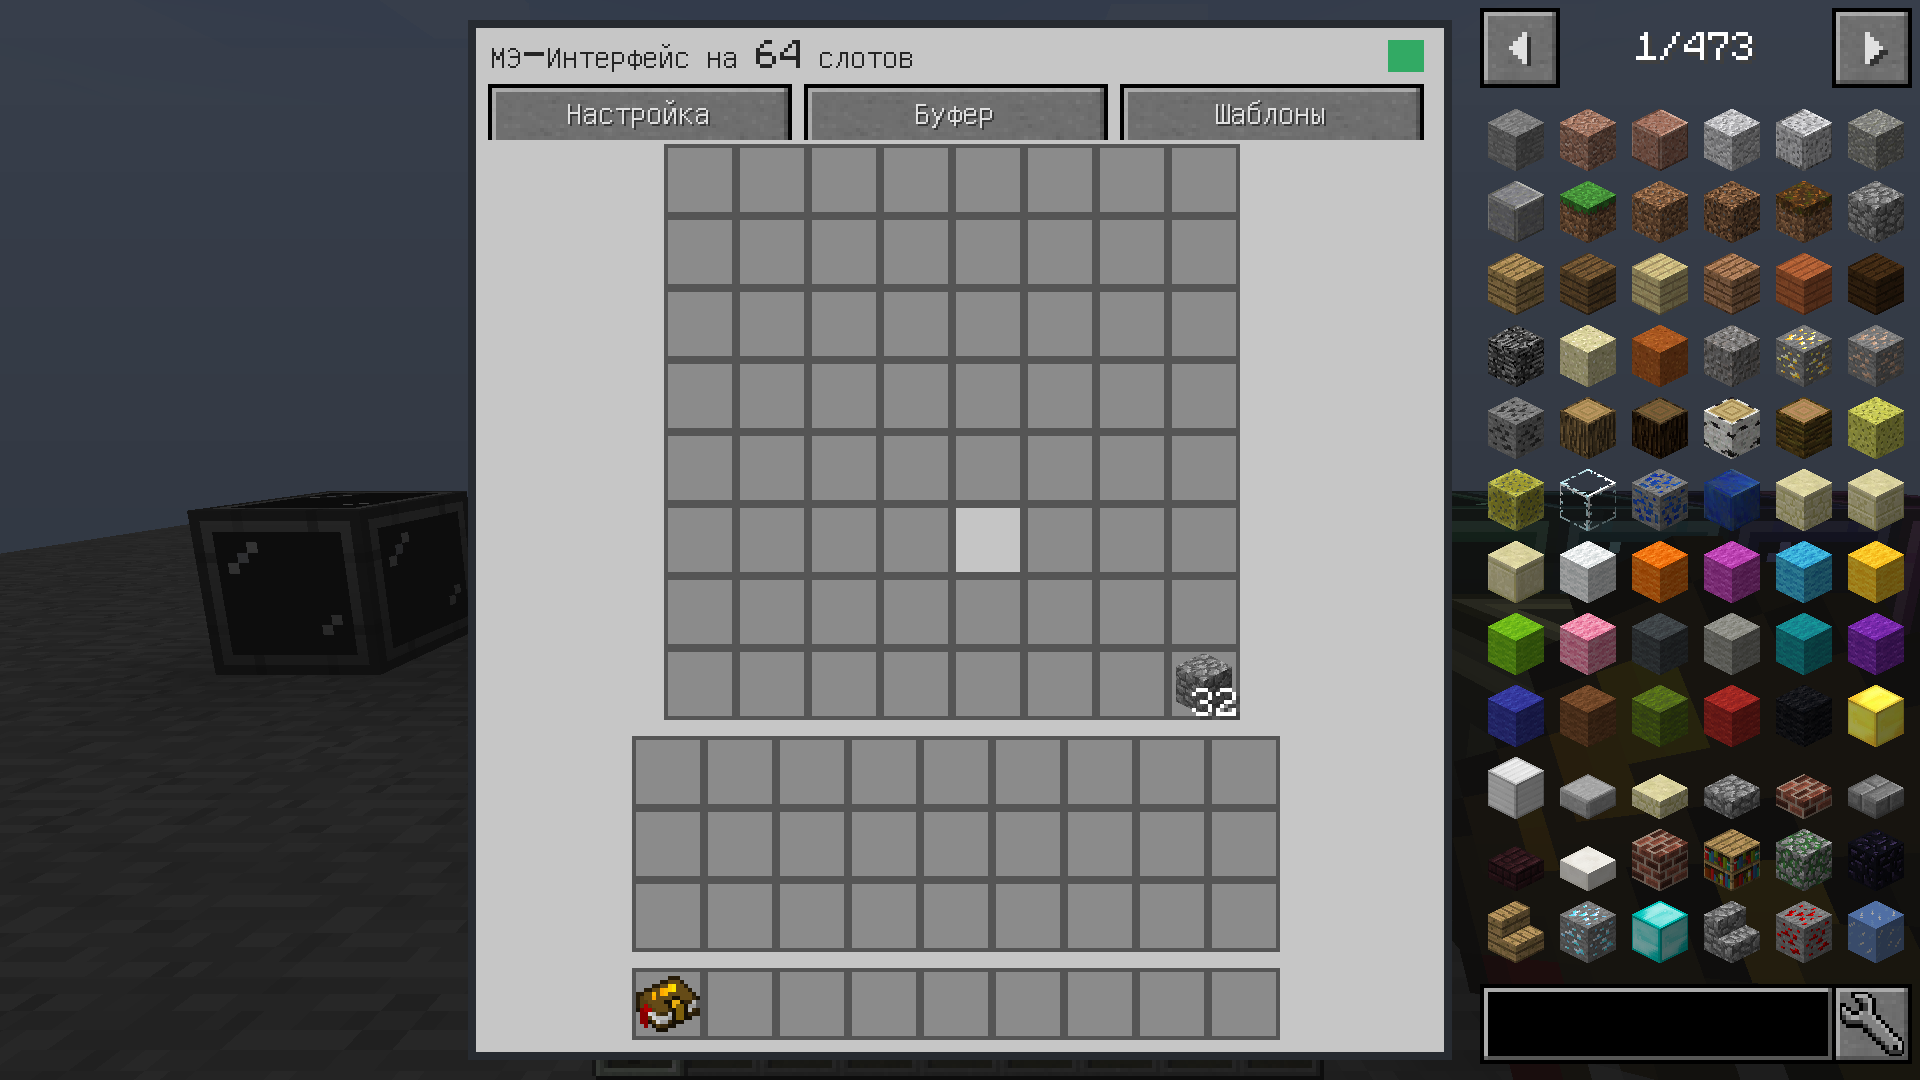 МЭ-Интерфейс на 64 слотов
1/473
Настройка
Буфер
Шаблоны
32